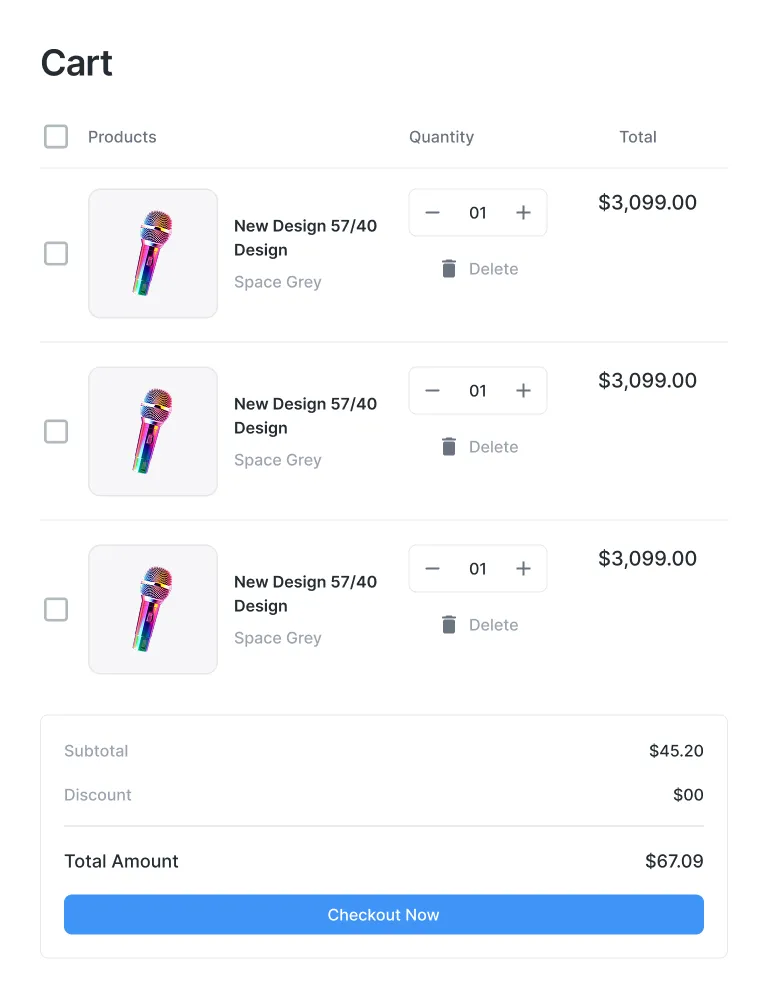 Cart
Products Quantity Total
New Design 57/40
Design
Space Grey
01
Delete
$3,099.00
New Design 57/40
Design
Space Grey
01
Delete
$3,099.00
New Design 57/40
Design
Space Grey
01
Delete
$3,099.00
Subtotal $45.20
Discount $00
Total Amount $67.09
Checkout Now